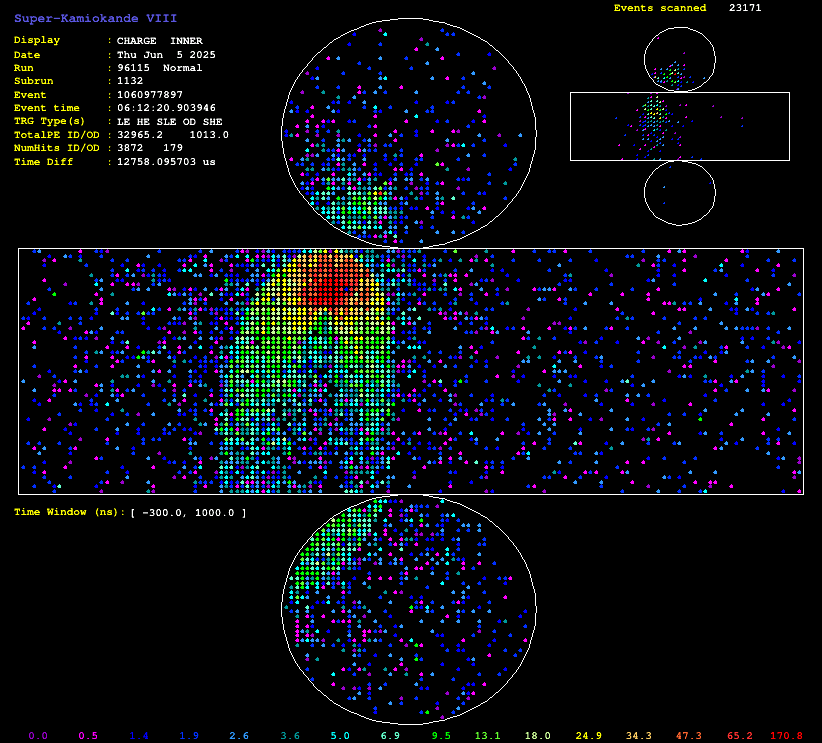 Super-Kamiokande VIII
Events scanned 23171
Display : CHARGE INNER
Date : Thu Jun 5 2025
Run : 96115 Normal
Subrun : 1132
Event : 1060977897
Event time : 06:12:20.903946
TRG Type(s) : LE HE SLE OD SHE
TotalPE ID/OD : 32965.2 1013.0
NumHits ID/OD : 3872 179
Time Diff : 12758.095703 us
Time Window (ns): [ -300.0, 1000.0 ]
0.0 0.5 1.4 1.9 2.6 3.6 5.0 6.9 9.5 13.1 18.0 24.9 34.3 47.3 65.2 170.8